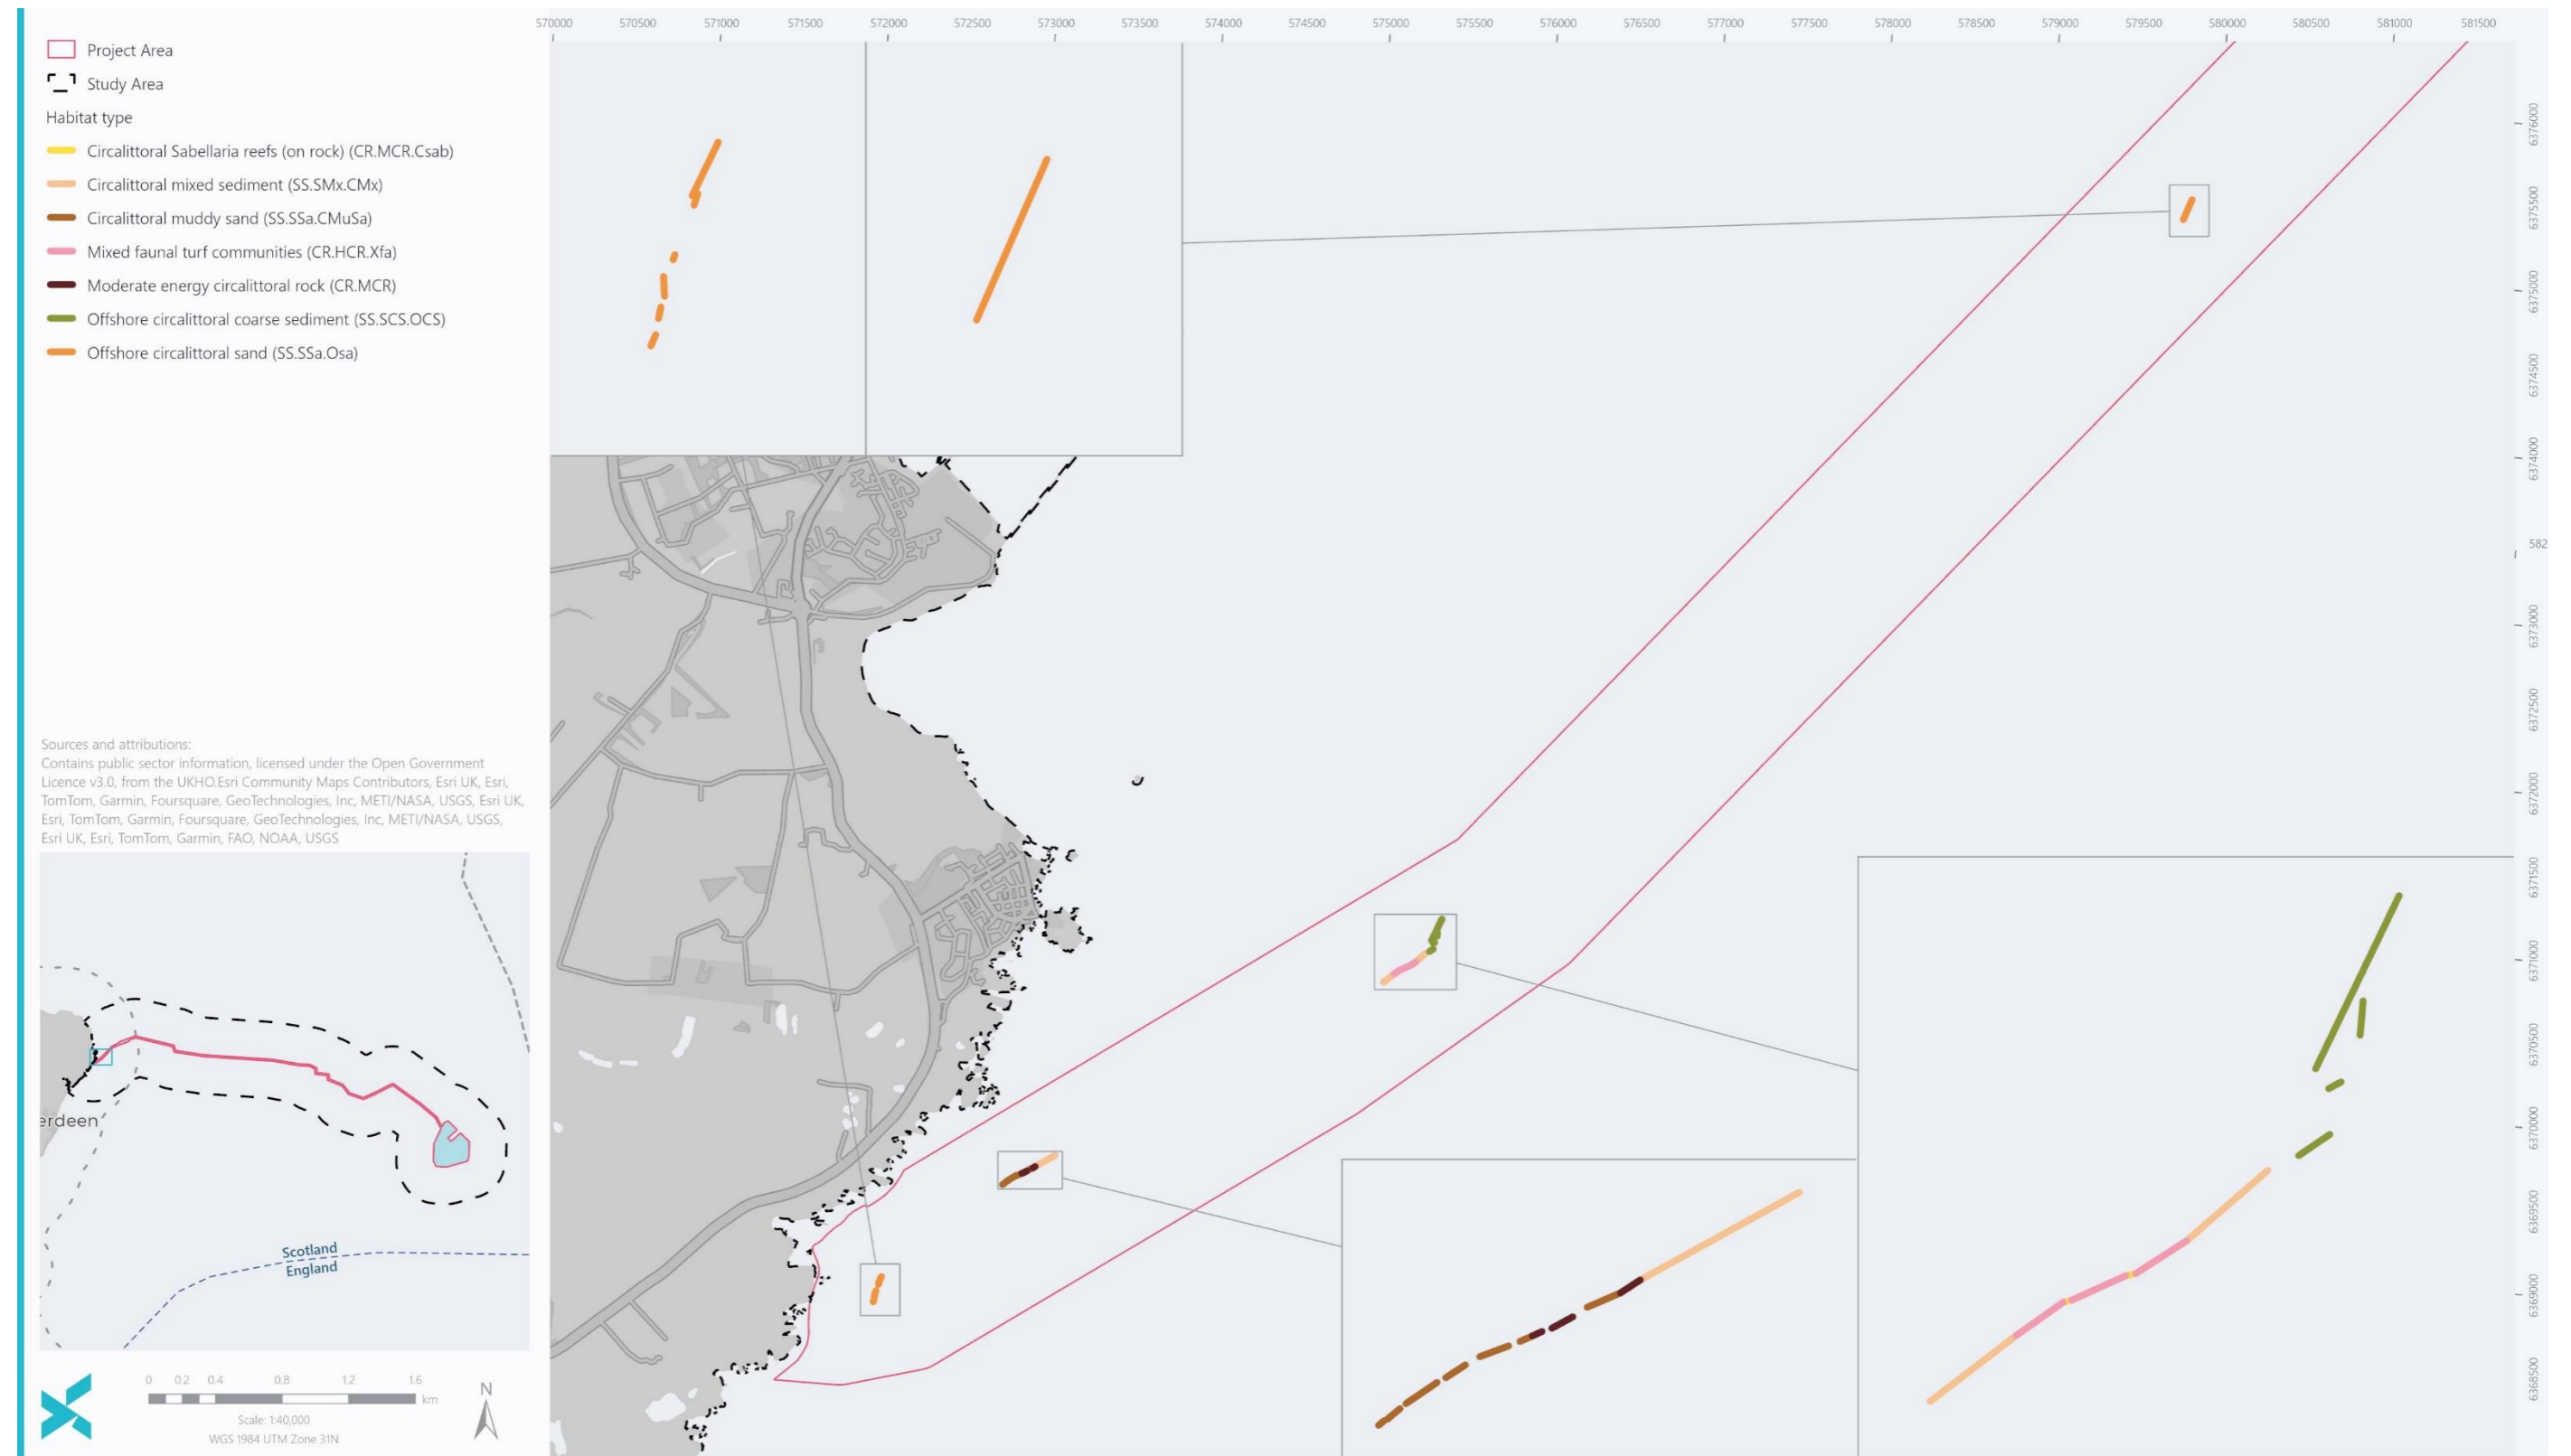 570000 570500 571000 571500 572000 572500 573000 573500 574000 574500 575000 575500 576000 576500 577000 577500 578000 578500 579000 579500 580000 580500 581000 581500
Project Area
Study Area
Habitat type
Circalittoral Sabellaria reefs (on rock) (CR.MCR.Csab)
Circalittoral mixed sediment (SS.SMx.CMx)
Circalittoral muddy sand (SS.SSa.CMuSa)
Mixed faunal turf communities (CR.HCR.Xfa)
Moderate energy circalittoral rock (CR.MCR)
Offshore circalittoral coarse sediment (SS.SCS.OCS)
Offshore circalittoral sand (SS.SSa.Osa)
6376000
6375500
6375000
6374500
6374000
582
6373000
6372500
6372000
6371500
6371000
6370500
6370000
6369500
6369000
6368500
Sources and attributions:
Contains public sector information, licensed under the Open Government
Licence v3.0, from the UKHO.Esri Community Maps Contributors, Esri UK, Esri,
TomTom, Garmin, Foursquare, GeoTechnologies, Inc, METI/NASA, USGS, Esri UK,
Esri, TomTom, Garmin, Foursquare, GeoTechnologies, Inc, METI/NASA, USGS,
Esri UK, Esri, TomTom, Garmin, FAO, NOAA, USGS
erdeen
Scotland
England
0 0.2 0.4 0.8 1.2 1.6
km
Scale: 1:40,000
WGS 1984 UTM Zone 31N
N